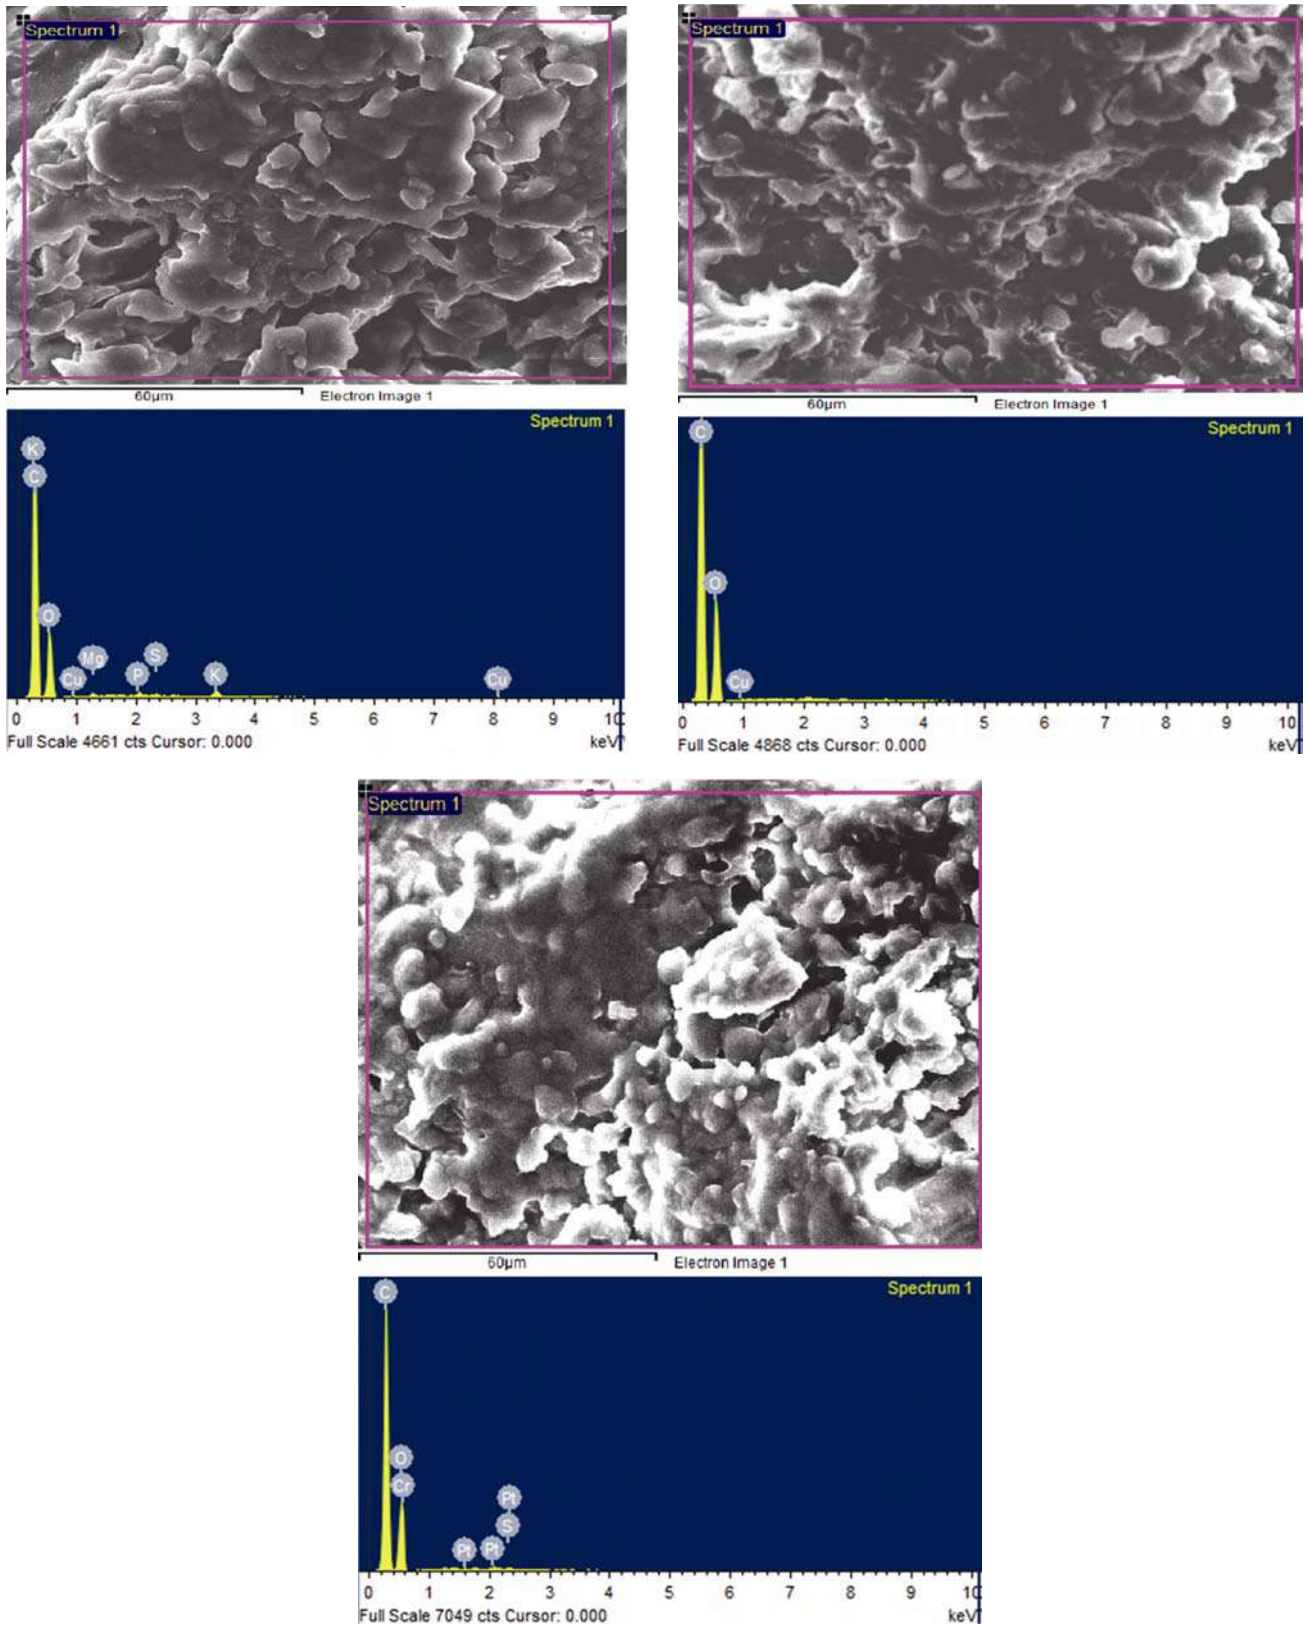 Spectrum 1
60µm Electron Image 1
Spectrum 1
K
C
O
Cu Mg P S K Cu
0 1 2 3 4 5 6 7 8 9 10
Full Scale 4661 cts Cursor: 0.000 keV
Spectrum 1
60µm Electron Image 1
Spectrum 1
C
O
Cu
0 1 2 3 4 5 6 7 8 9 10
Full Scale 4868 cts Cursor: 0.000 keV
Spectrum 1
60µm Electron Image 1
Spectrum 1
C
O
Cr
Pt
S
Pt Pt
0 1 2 3 4 5 6 7 8 9 10
Full Scale 7049 cts Cursor: 0.000 keV